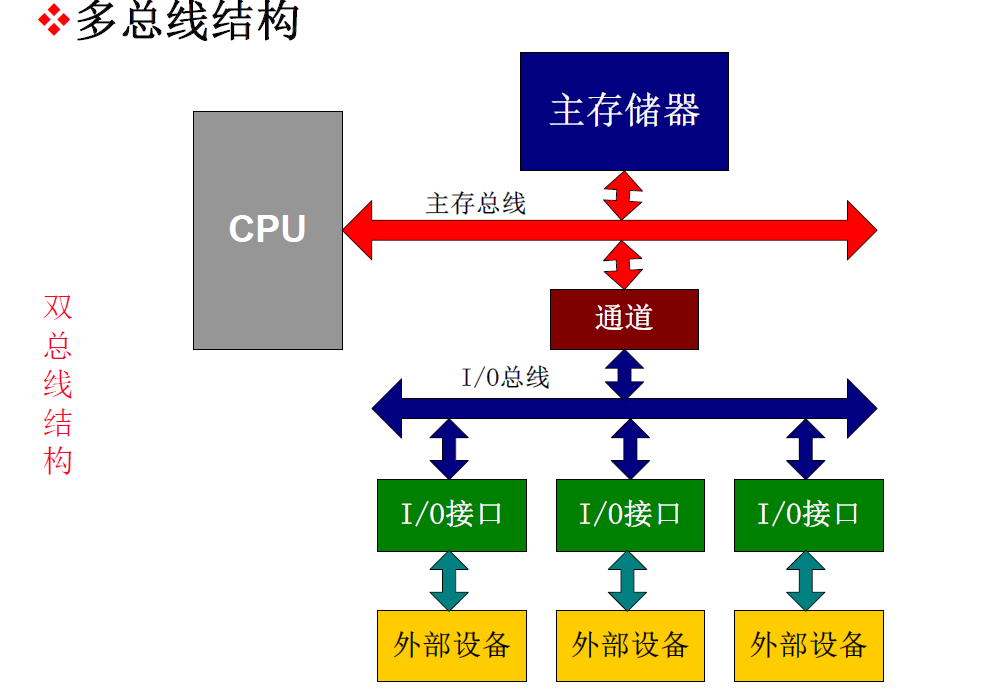 多总线结构
主存储器
CPU
主存总线
通道
双总线结构
I/O总线
I/O接口
I/O接口
I/O接口
外部设备
外部设备
外部设备